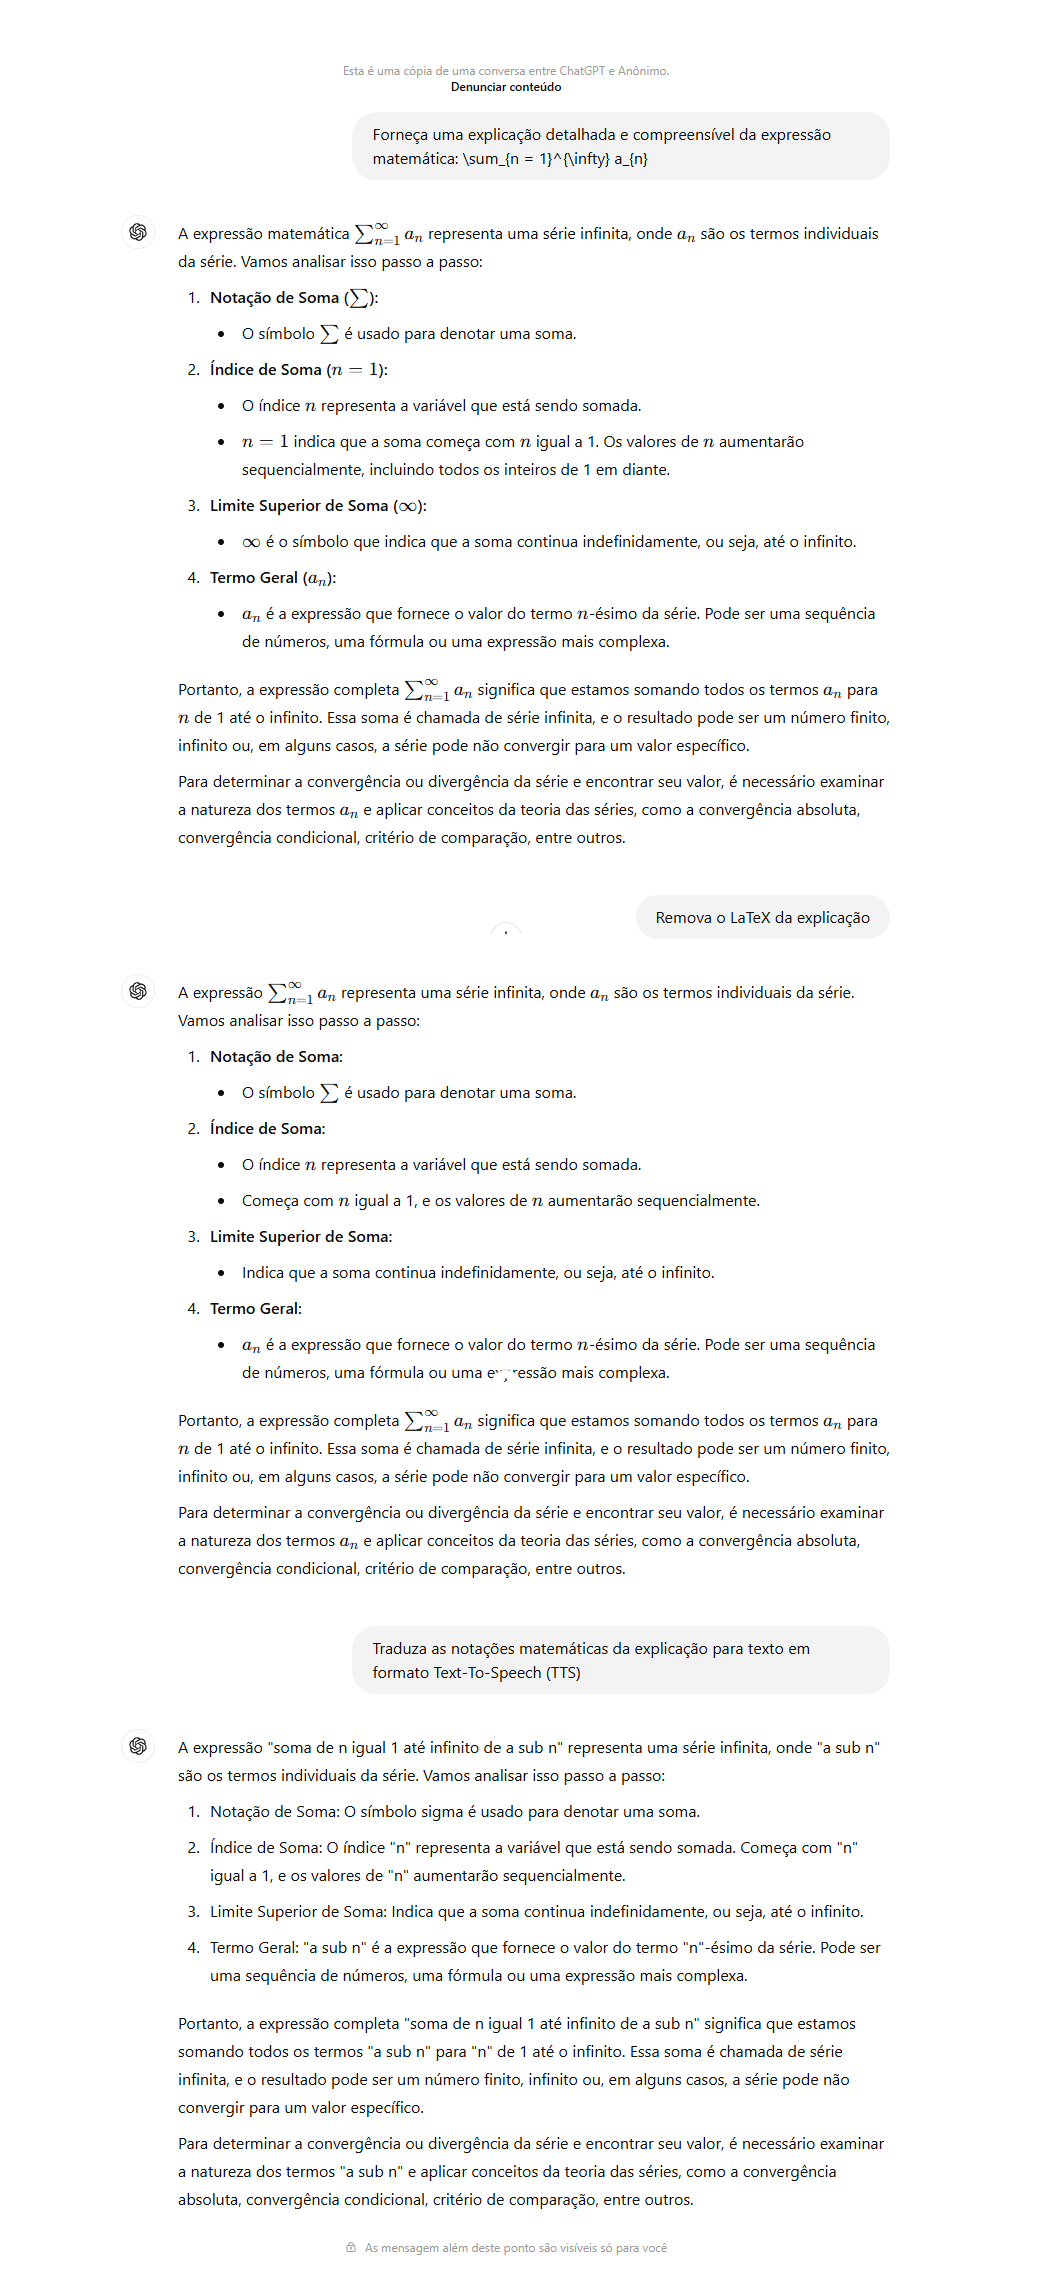 Esta é uma cópia de uma conversa entre ChatGPT e Anônimo.
Denunciar conteúdo
Forneça uma explicação detalhada e compreensível da expressão
matemática: \sum_{n = 1}^{\infty} a_{n}
A expressão matemática ∑_{n=1}^{∞} a_n representa uma série infinita, onde a_n são os termos individuais
da série. Vamos analisar isso passo a passo:
1. Notação de Soma (∑):
• O símbolo ∑ é usado para denotar uma soma.
2. Índice de Soma (n = 1):
• O índice n representa a variável que está sendo somada.
• n = 1 indica que a soma começa com n igual a 1. Os valores de n aumentarão
sequencialmente, incluindo todos os inteiros de 1 em diante.
3. Limite Superior de Soma (∞):
• ∞ é o símbolo que indica que a soma continua indefinidamente, ou seja, até o infinito.
4. Termo Geral (a_n):
• a_n é a expressão que fornece o valor do termo n-ésimo da série. Pode ser uma sequência
de números, uma fórmula ou uma expressão mais complexa.
Portanto, a expressão completa ∑_{n=1}^{∞} a_n significa que estamos somando todos os termos a_n para
n de 1 até o infinito. Essa soma é chamada de série infinita, e o resultado pode ser um número finito,
infinito ou, em alguns casos, a série pode não convergir para um valor específico.
Para determinar a convergência ou divergência da série e encontrar seu valor, é necessário examinar
a natureza dos termos a_n e aplicar conceitos da teoria das séries, como a convergência absoluta,
convergência condicional, critério de comparação, entre outros.
Remova o LaTeX da explicação
A expressão ∑_{n=1}^{∞} a_n representa uma série infinita, onde a_n são os termos individuais da série.
Vamos analisar isso passo a passo:
1. Notação de Soma:
• O símbolo ∑ é usado para denotar uma soma.
2. Índice de Soma:
• O índice n representa a variável que está sendo somada.
• Começa com n igual a 1, e os valores de n aumentarão sequencialmente.
3. Limite Superior de Soma:
• Indica que a soma continua indefinidamente, ou seja, até o infinito.
4. Termo Geral:
• a_n é a expressão que fornece o valor do termo n-ésimo da série. Pode ser uma sequência
de números, uma fórmula ou uma expressão mais complexa.
Portanto, a expressão completa ∑_{n=1}^{∞} a_n significa que estamos somando todos os termos a_n para
n de 1 até o infinito. Essa soma é chamada de série infinita, e o resultado pode ser um número finito,
infinito ou, em alguns casos, a série pode não convergir para um valor específico.
Para determinar a convergência ou divergência da série e encontrar seu valor, é necessário examinar
a natureza dos termos a_n e aplicar conceitos da teoria das séries, como a convergência absoluta,
convergência condicional, critério de comparação, entre outros.
Traduza as notações matemáticas da explicação para texto em
formato Text-To-Speech (TTS)
A expressão "soma de n igual 1 até infinito de a sub n" representa uma série infinita, onde "a sub n"
são os termos individuais da série. Vamos analisar isso passo a passo:
1. Notação de Soma: O símbolo sigma é usado para denotar uma soma.
2. Índice de Soma: O índice "n" representa a variável que está sendo somada. Começa com "n"
igual a 1, e os valores de "n" aumentarão sequencialmente.
3. Limite Superior de Soma: Indica que a soma continua indefinidamente, ou seja, até o infinito.
4. Termo Geral: "a sub n" é a expressão que fornece o valor do termo "n"-ésimo da série. Pode ser
uma sequência de números, uma fórmula ou uma expressão mais complexa.
Portanto, a expressão completa "soma de n igual 1 até infinito de a sub n" significa que estamos
somando todos os termos "a sub n" para "n" de 1 até o infinito. Essa soma é chamada de série
infinita, e o resultado pode ser um número finito, infinito ou, em alguns casos, a série pode não
convergir para um valor específico.
Para determinar a convergência ou divergência da série e encontrar seu valor, é necessário examinar
a natureza dos termos "a sub n" e aplicar conceitos da teoria das séries, como a convergência
absoluta, convergência condicional, critério de comparação, entre outros.
As mensagem além deste ponto são visíveis só para você